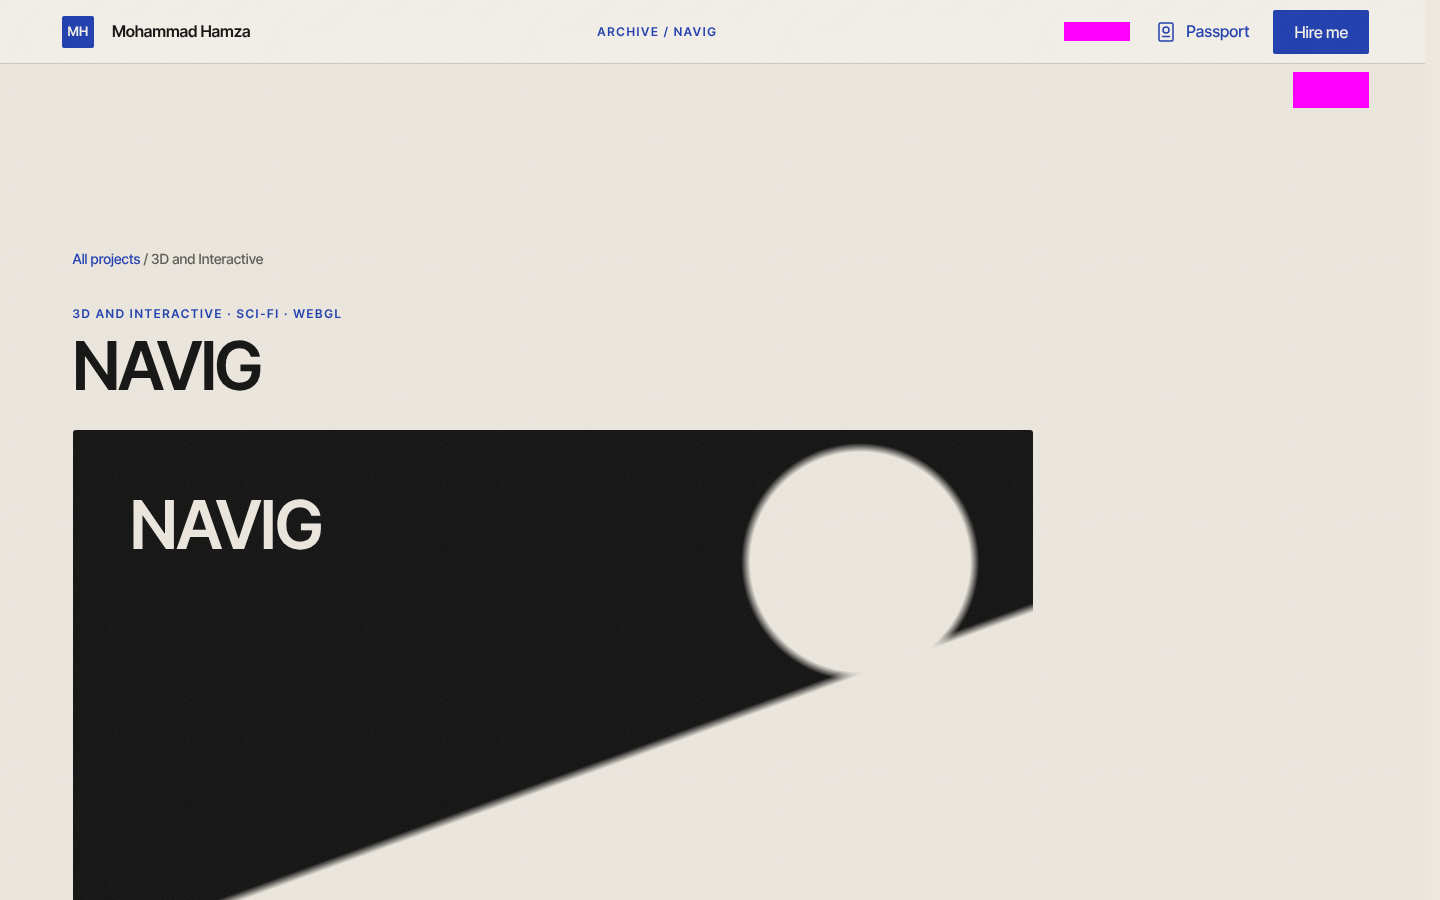 MH
Mohammad Hamza
ARCHIVE / NAVIG
Passport
Hire me
All projects / 3D and Interactive
3D AND INTERACTIVE · SCI-FI · WEBGL
NAVIG
NAVIG